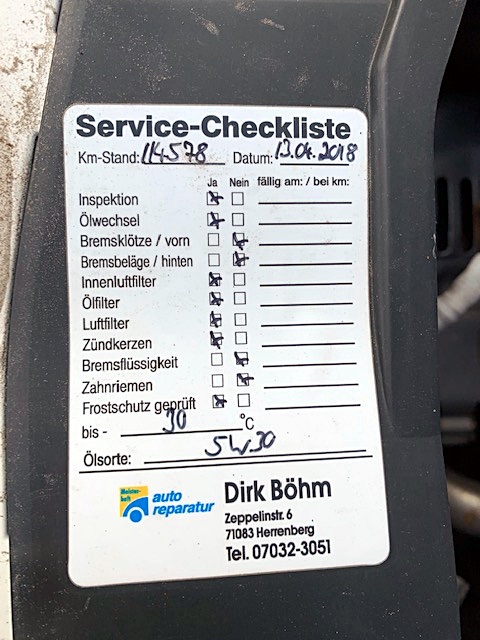 Service-Checkliste
Km-Stand: 114578 Datum: 13.04.2018
Ja Nein fällig am: / bei km:
Inspektion
Ölwechsel
Bremsklötze / vorn
Bremsbeläge / hinten
Innenluftfilter
Ölfilter
Luftfilter
Zündkerzen
Bremsflüssigkeit
Zahnriemen
Frostschutz geprüft
bis - 30 °C
Ölsorte: 5W30
Meister-
haft
auto
reparatur
Dirk Böhm
Zeppelinstr. 6
71083 Herrenberg
Tel. 07032-3051